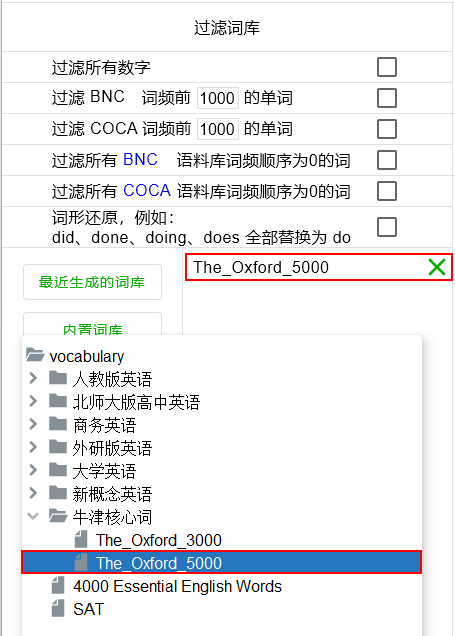 过滤词库
过滤所有数字
过滤 BNC 词频前 1000 的单词
过滤 COCA 词频前 1000 的单词
过滤所有 BNC 语料库词频顺序为0的词
过滤所有 COCA 语料库词频顺序为0的词
词形还原，例如：
did、done、doing、does 全部替换为 do
最近生成的词库
The_Oxford_5000
内置词库
vocabulary
人教版英语
北师大版高中英语
商务英语
外研版英语
大学英语
新概念英语
牛津核心词
The_Oxford_3000
The_Oxford_5000
4000 Essential English Words
SAT